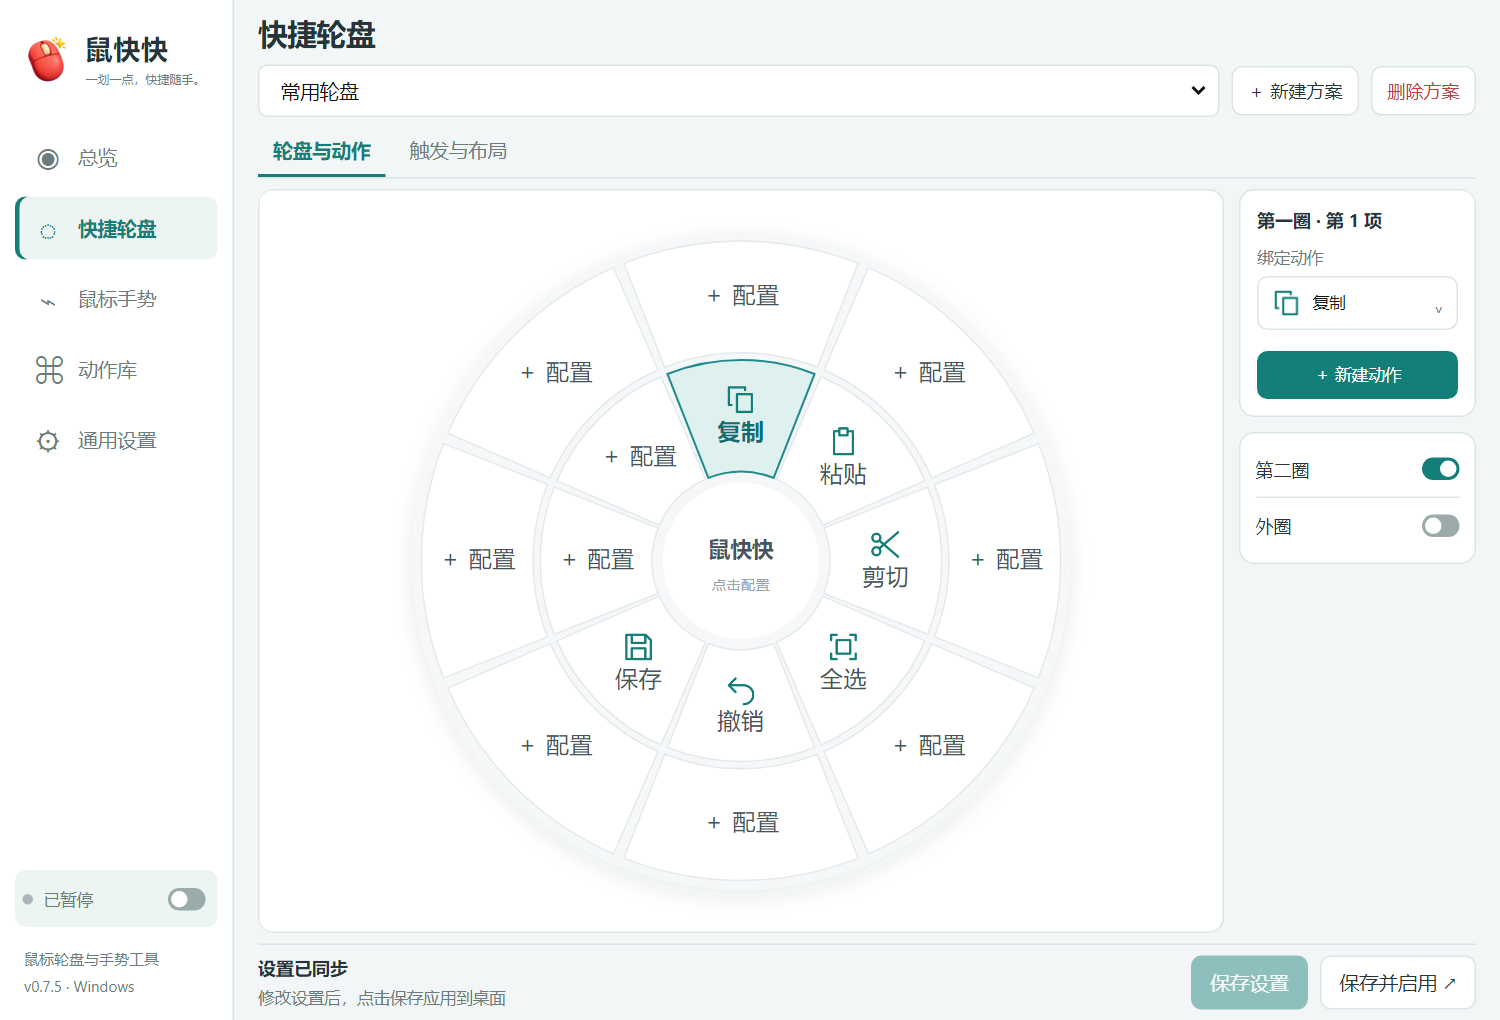 鼠快快
一划一点，快捷随手。
总览
快捷轮盘
鼠标手势
动作库
通用设置
已暂停
鼠标轮盘与手势工具
v0.7.5 · Windows
快捷轮盘
常用轮盘
+ 新建方案
删除方案
轮盘与动作
触发与布局
+ 配置
+ 配置
+ 配置
复制
+ 配置
粘贴
+ 配置
+ 配置
鼠快快
点击配置
剪切
+ 配置
保存
全选
撤销
+ 配置
+ 配置
+ 配置
第一圈 · 第 1 项
绑定动作
复制
+ 新建动作
第二圈
外圈
设置已同步
修改设置后，点击保存应用到桌面
保存设置
保存并启用 ↗